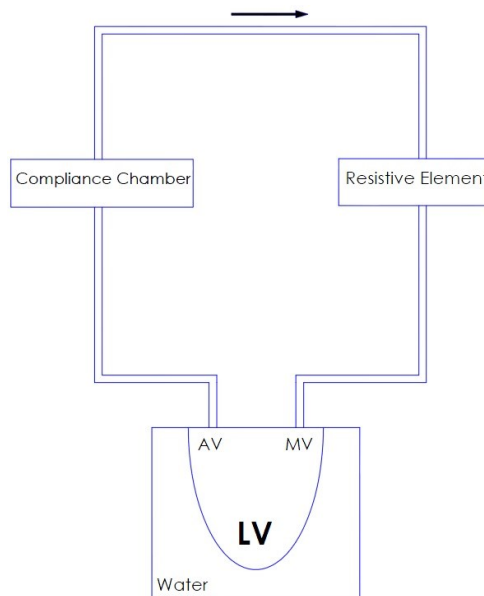 Compliance Chamber
Resistive Element
AV
MV
LV
Water